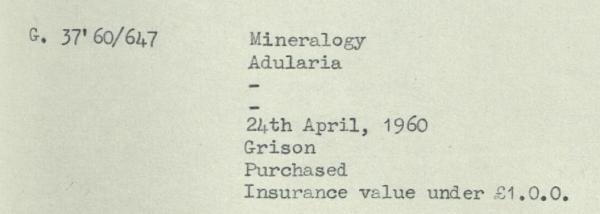 G. 37'60/647 Mineralogy
Adularia
-
-
24th April, 1960
Grison
Purchased
Insurance value under £1.0.0.